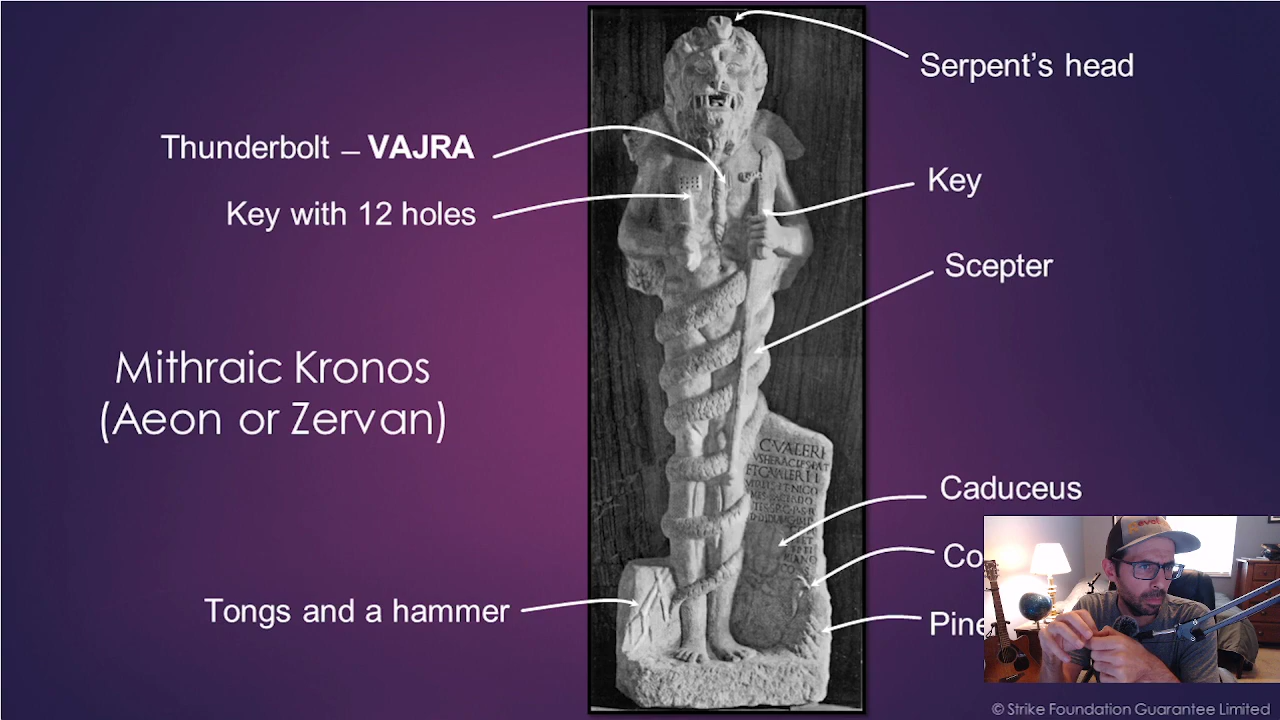 Serpent's head
Thunderbolt – VAJRA
Key
Key with 12 holes
Scepter
Mithraic Kronos
(Aeon or Zervan)
C·VALERI
Caduceus
Tongs and a hammer
© Strike Foundation Guarantee Limited